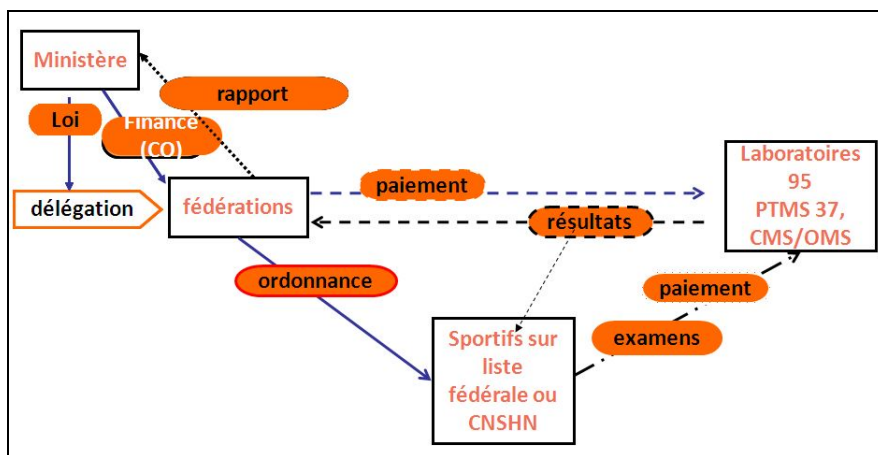 Ministère
rapport
Loi
Finance
(CO)
Laboratoires
95
PTMS 37,
CMS/OMS
paiement
délégation
fédérations
résultats
ordonnance
paiement
examens
Sportifs sur
liste
fédérale ou
CNSHN